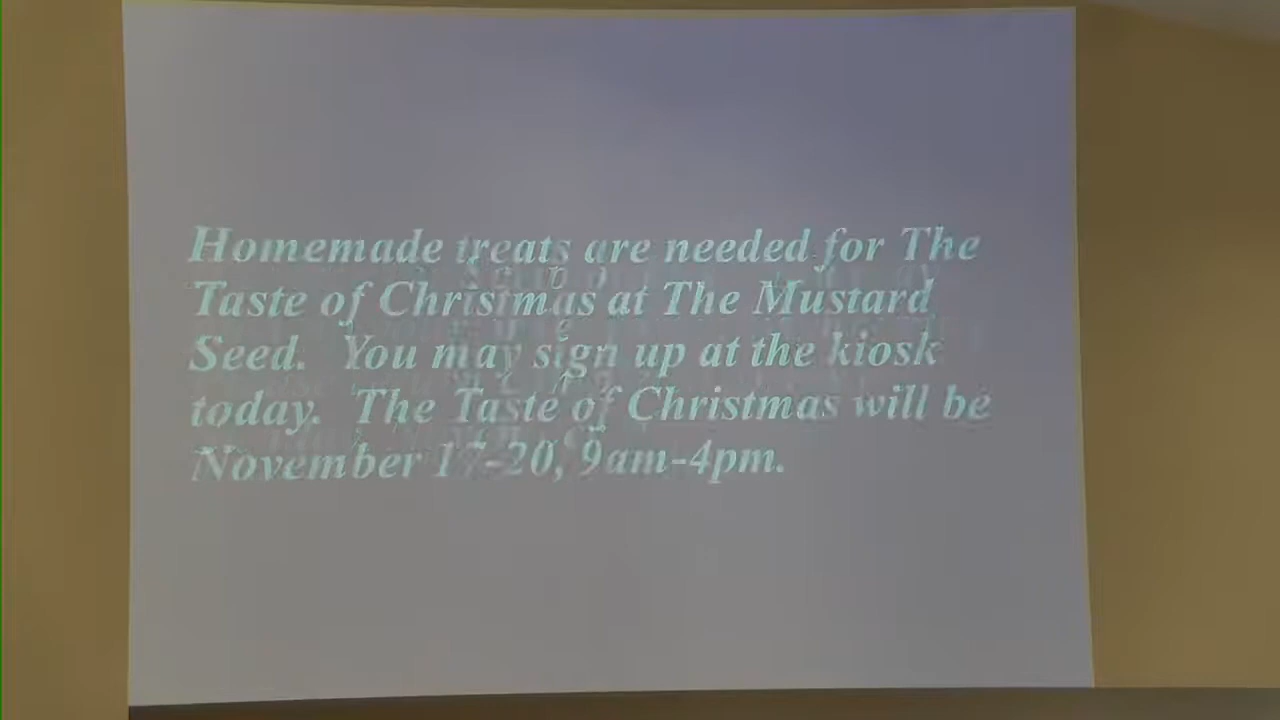 Homemade treats are needed for The
Taste of Christmas at The Mustard
Seed. You may sign up at the kiosk
today. The Taste of Christmas will be
November 17-20, 9am-4pm.